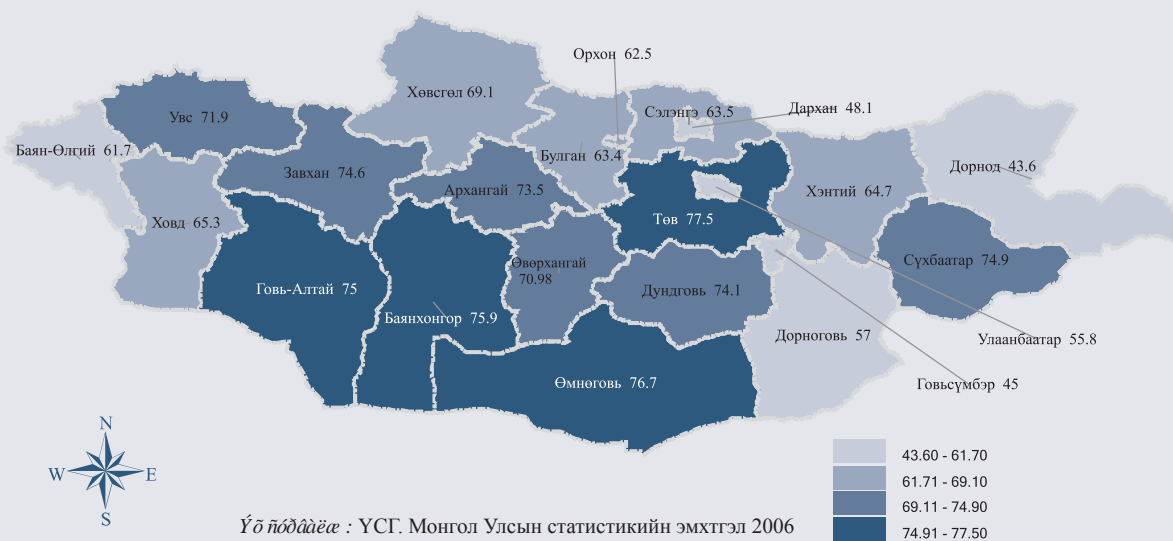 Орхон 62.5
Хөвсгөл 69.1
Сэлэнгэ 63.5
Дархан 48.1
Увс 71.9
Баян-Өлгий 61.7
Булган 63.4
Дорнод 43.6
Завхан 74.6
Архангай 73.5
Хэнтий 64.7
Ховд 65.3
Төв 77.5
Сүхбаатар 74.9
Өвөрхангай
70.98
Говь-Алтай 75
Дундговь 74.1
Баянхонгор 75.9
Дорноговь 57
Улаанбаатар 55.8
Өмнөговь 76.7
Говьсүмбэр 45
N
W E
S
43.60 - 61.70
61.71 - 69.10
69.11 - 74.90
74.91 - 77.50
Ýõ ñóðâàëæ : ҮСГ. Монгол Улсын статистикийн эмхтгэл 2006